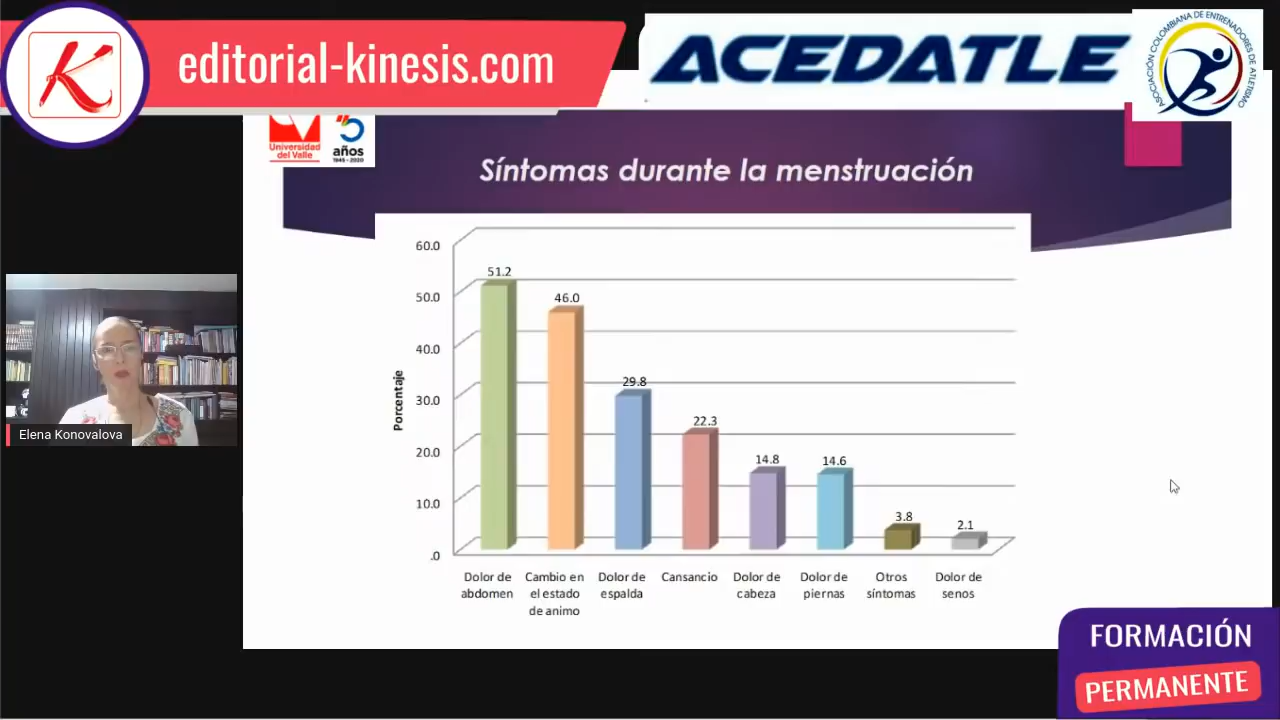 K
editorial-kinesis.com
ACEDATLE
ASOCIACIÓN COLOMBIANA DE ENTRENADORES DE ATLETISMO
Universidad
del Valle
75
años
1945 - 2020
Síntomas durante la menstruación
Porcentaje
60.0
50.0
40.0
30.0
20.0
10.0
.0
51.2
46.0
29.8
22.3
14.8
14.6
3.8
2.1
Dolor de
abdomen
Cambio en
el estado
de animo
Dolor de
espalda
Cansancio
Dolor de
cabeza
Dolor de
piernas
Otros
síntomas
Dolor de
senos
Elena Konovalova
FORMACIÓN
PERMANENTE